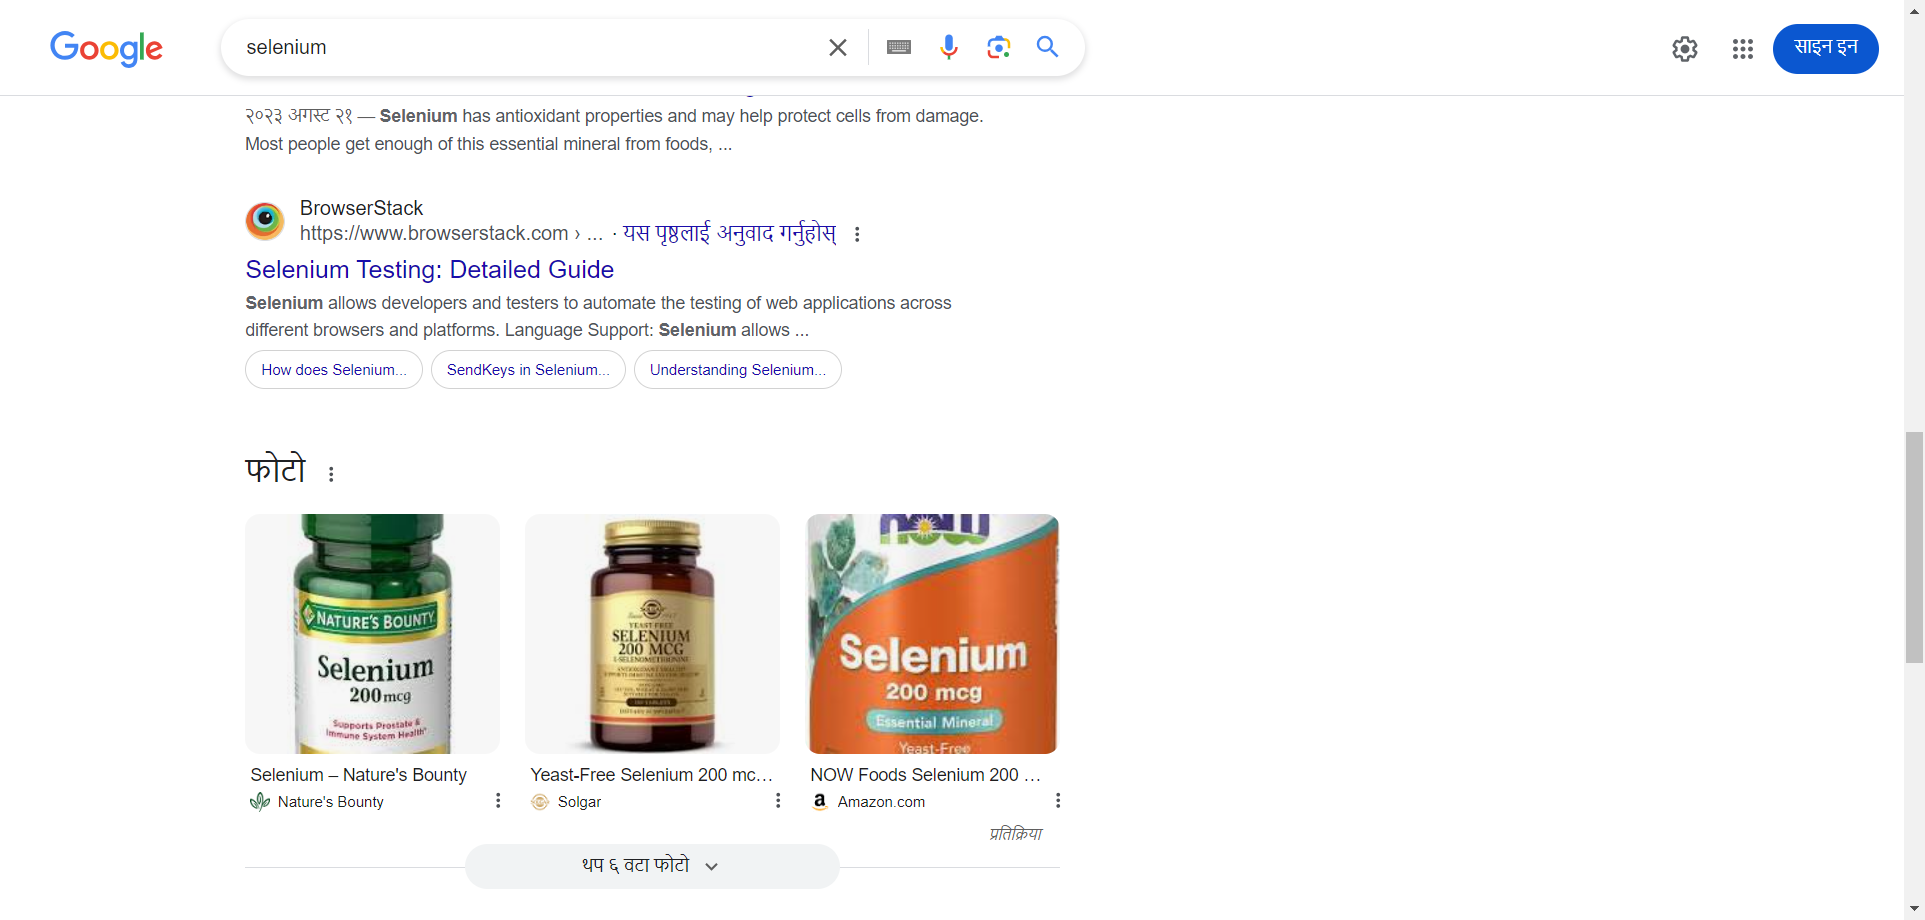 Google
selenium
साइन इन
२०२३ अगस्ट २१ — Selenium has antioxidant properties and may help protect cells from damage.
Most people get enough of this essential mineral from foods, ...
BrowserStack
https://www.browserstack.com › ... · यस पृष्ठलाई अनुवाद गर्नुहोस्
Selenium Testing: Detailed Guide
Selenium allows developers and testers to automate the testing of web applications across
different browsers and platforms. Language Support: Selenium allows ...
How does Selenium...
SendKeys in Selenium...
Understanding Selenium...
फोटो
NATURE'S BOUNTY
Selenium
200 mcg
Supports Prostate &
Immune System Health*
SOLGAR
YEAST-FREE
SELENIUM
200 MCG
L-SELENOMETHIONINE
NOW
Selenium
200 mcg
Essential Mineral
Yeast-Free
Selenium – Nature's Bounty
Nature's Bounty
Yeast-Free Selenium 200 mc...
Solgar
NOW Foods Selenium 200 ...
Amazon.com
प्रतिक्रिया
थप ६ वटा फोटो